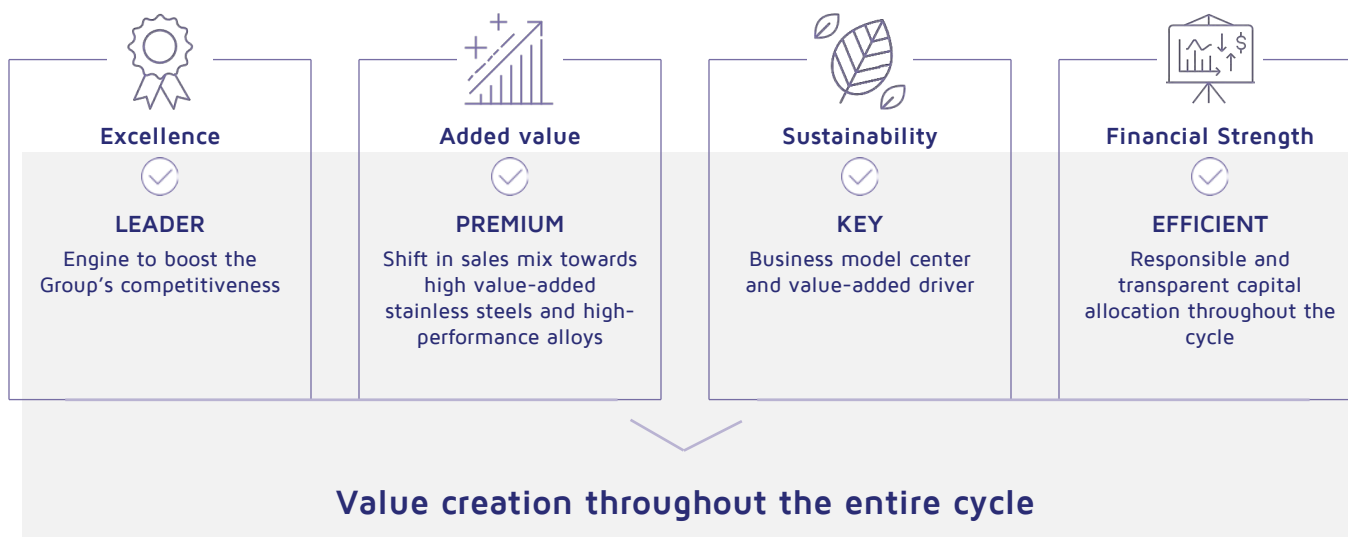 Excellence
LEADER
Engine to boost the
Group's competitiveness
Added value
PREMIUM
Shift in sales mix towards
high value-added
stainless steels and high-
performance alloys
Sustainability
KEY
Business model center
and value-added driver
Financial Strength
$
EFFICIENT
Responsible and
transparent capital
allocation throughout the
cycle
Value creation throughout the entire cycle